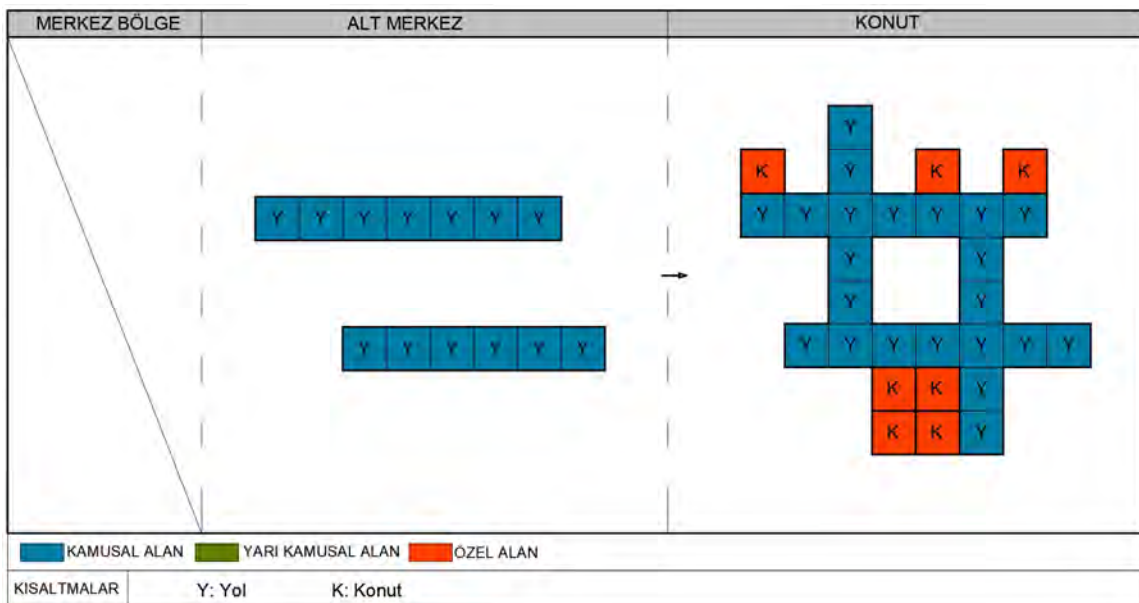 MERKEZ BÖLGE ALT MERKEZ KONUT
Y
K Y K K
Y Y Y Y Y Y Y Y Y Y Y Y Y Y
Y Y
Y Y
Y Y Y Y Y Y Y Y Y Y Y Y Y
K K Y
K K Y
KAMUSAL ALAN YARI KAMUSAL ALAN ÖZEL ALAN
KISALTMALAR Y: Yol K: Konut